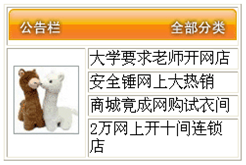 公告栏 全部分类
大学要求老师开网店
安全锤网上大热销
商城竟成网购试衣间
2万网上开十间连锁
店